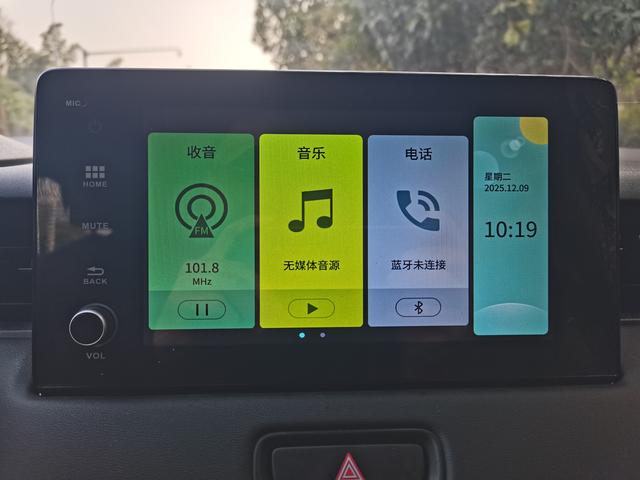 MIC
HOME
MUTE
BACK
VOL
收音
FM
101.8
MHz
音乐
无媒体音源
电话
蓝牙未连接
星期二
2025.12.09
10:19